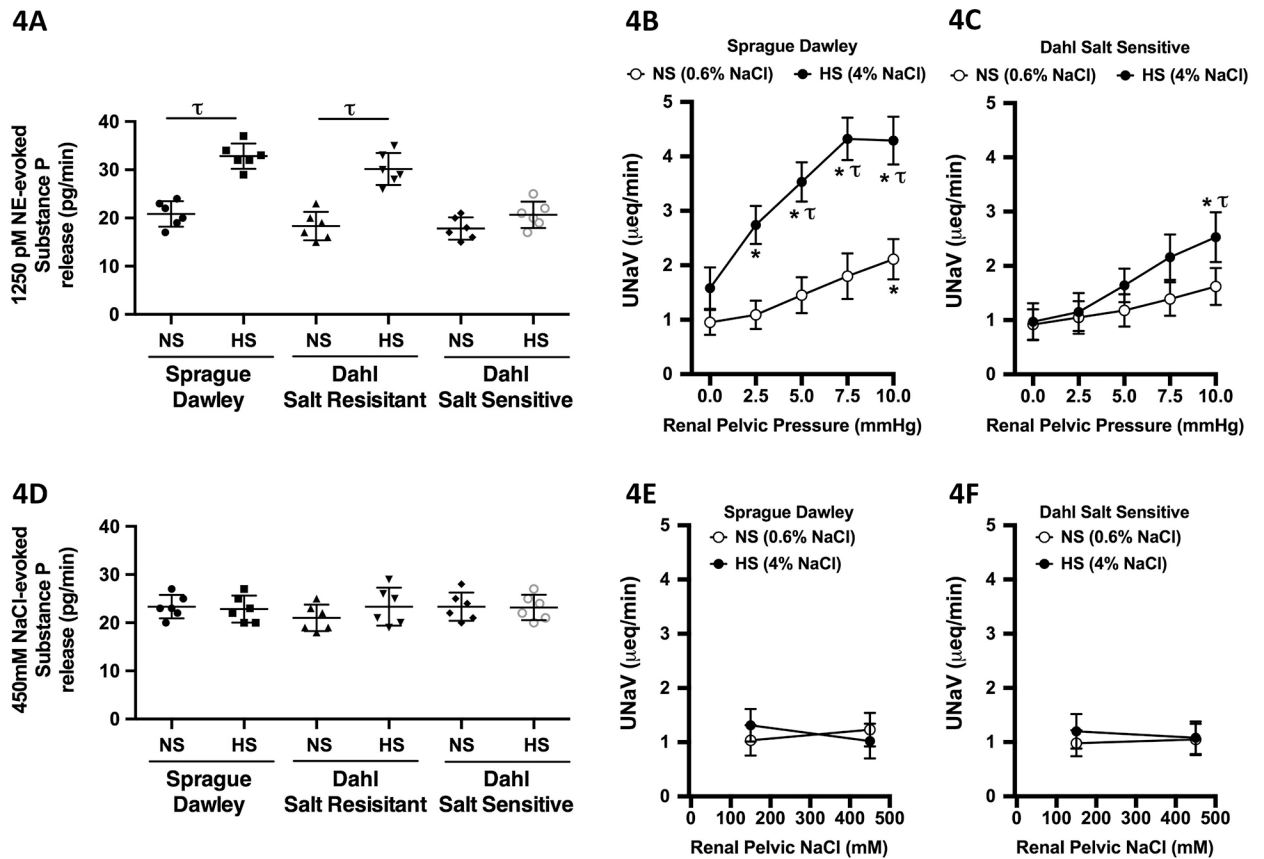 4A
1250 pM NE-evoked
Substance P
release (pg/min)
40
30
20
10
0
τ
τ
NS
HS
NS
HS
NS
HS
Sprague
Dawley
Dahl
Salt Resisitant
Dahl
Salt Sensitive
4B
Sprague Dawley
NS (0.6% NaCl)
HS (4% NaCl)
UNaV (µeq/min)
5
4
3
2
1
0
*
* τ
* τ
* τ
*
0.0
2.5
5.0
7.5
10.0
Renal Pelvic Pressure (mmHg)
4C
Dahl Salt Sensitive
NS (0.6% NaCl)
HS (4% NaCl)
UNaV (µeq/min)
5
4
3
2
1
0
* τ
0.0
2.5
5.0
7.5
10.0
Renal Pelvic Pressure (mmHg)
4D
450mM NaCl-evoked
Substance P
release (pg/min)
40
30
20
10
0
NS
HS
NS
HS
NS
HS
Sprague
Dawley
Dahl
Salt Resisitant
Dahl
Salt Sensitive
4E
Sprague Dawley
NS (0.6% NaCl)
HS (4% NaCl)
UNaV (µeq/min)
5
4
3
2
1
0
0
100
200
300
400
500
Renal Pelvic NaCl (mM)
4F
Dahl Salt Sensitive
NS (0.6% NaCl)
HS (4% NaCl)
UNaV (µeq/min)
5
4
3
2
1
0
0
100
200
300
400
500
Renal Pelvic NaCl (mM)